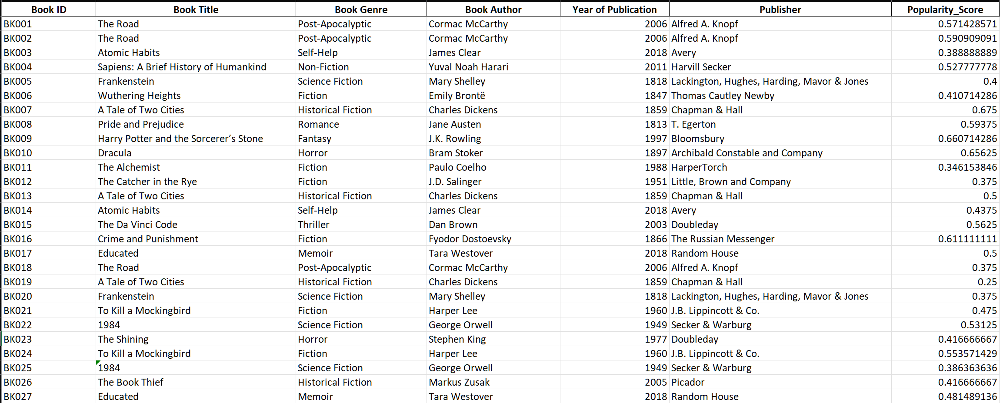 Book ID Book Title Book Genre Book Author Year of Publication Publisher Popularity_Score
BK001 The Road Post-Apocalyptic Cormac McCarthy 2006 Alfred A. Knopf 0.571428571
BK002 The Road Post-Apocalyptic Cormac McCarthy 2006 Alfred A. Knopf 0.590909091
BK003 Atomic Habits Self-Help James Clear 2018 Avery 0.388888889
BK004 Sapiens: A Brief History of Humankind Non-Fiction Yuval Noah Harari 2011 Harvill Secker 0.527777778
BK005 Frankenstein Science Fiction Mary Shelley 1818 Lackington, Hughes, Harding, Mavor & Jones 0.4
BK006 Wuthering Heights Fiction Emily Brontë 1847 Thomas Cautley Newby 0.410714286
BK007 A Tale of Two Cities Historical Fiction Charles Dickens 1859 Chapman & Hall 0.675
BK008 Pride and Prejudice Romance Jane Austen 1813 T. Egerton 0.59375
BK009 Harry Potter and the Sorcerer’s Stone Fantasy J.K. Rowling 1997 Bloomsbury 0.660714286
BK010 Dracula Horror Bram Stoker 1897 Archibald Constable and Company 0.65625
BK011 The Alchemist Fiction Paulo Coelho 1988 HarperTorch 0.346153846
BK012 The Catcher in the Rye Fiction J.D. Salinger 1951 Little, Brown and Company 0.375
BK013 A Tale of Two Cities Historical Fiction Charles Dickens 1859 Chapman & Hall 0.5
BK014 Atomic Habits Self-Help James Clear 2018 Avery 0.4375
BK015 The Da Vinci Code Thriller Dan Brown 2003 Doubleday 0.5625
BK016 Crime and Punishment Fiction Fyodor Dostoevsky 1866 The Russian Messenger 0.611111111
BK017 Educated Memoir Tara Westover 2018 Random House 0.5
BK018 The Road Post-Apocalyptic Cormac McCarthy 2006 Alfred A. Knopf 0.375
BK019 A Tale of Two Cities Historical Fiction Charles Dickens 1859 Chapman & Hall 0.25
BK020 Frankenstein Science Fiction Mary Shelley 1818 Lackington, Hughes, Harding, Mavor & Jones 0.375
BK021 To Kill a Mockingbird Fiction Harper Lee 1960 J.B. Lippincott & Co. 0.475
BK022 1984 Science Fiction George Orwell 1949 Secker & Warburg 0.53125
BK023 The Shining Horror Stephen King 1977 Doubleday 0.416666667
BK024 To Kill a Mockingbird Fiction Harper Lee 1960 J.B. Lippincott & Co. 0.553571429
BK025 1984 Science Fiction George Orwell 1949 Secker & Warburg 0.386363636
BK026 The Book Thief Historical Fiction Markus Zusak 2005 Picador 0.416666667
BK027 Educated Memoir Tara Westover 2018 Random House 0.481489136